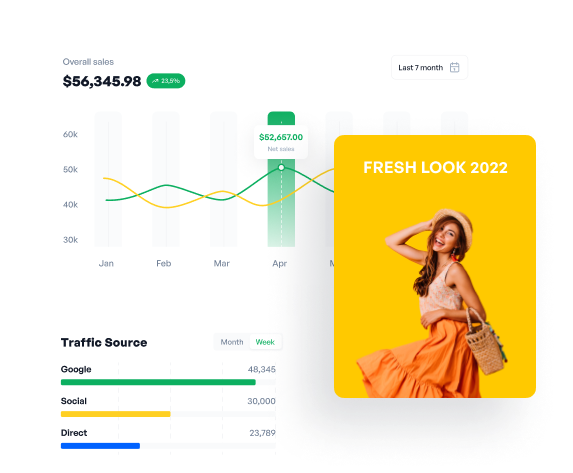 Overall sales
$56,345.98
23,5%
Last 7 month
60k
50k
40k
30k
$52,657.00
Net sales
Jan
Feb
Mar
Apr
FRESH LOOK 2022
Traffic Source
Month
Week
Google
48,345
Social
30,000
Direct
23,789